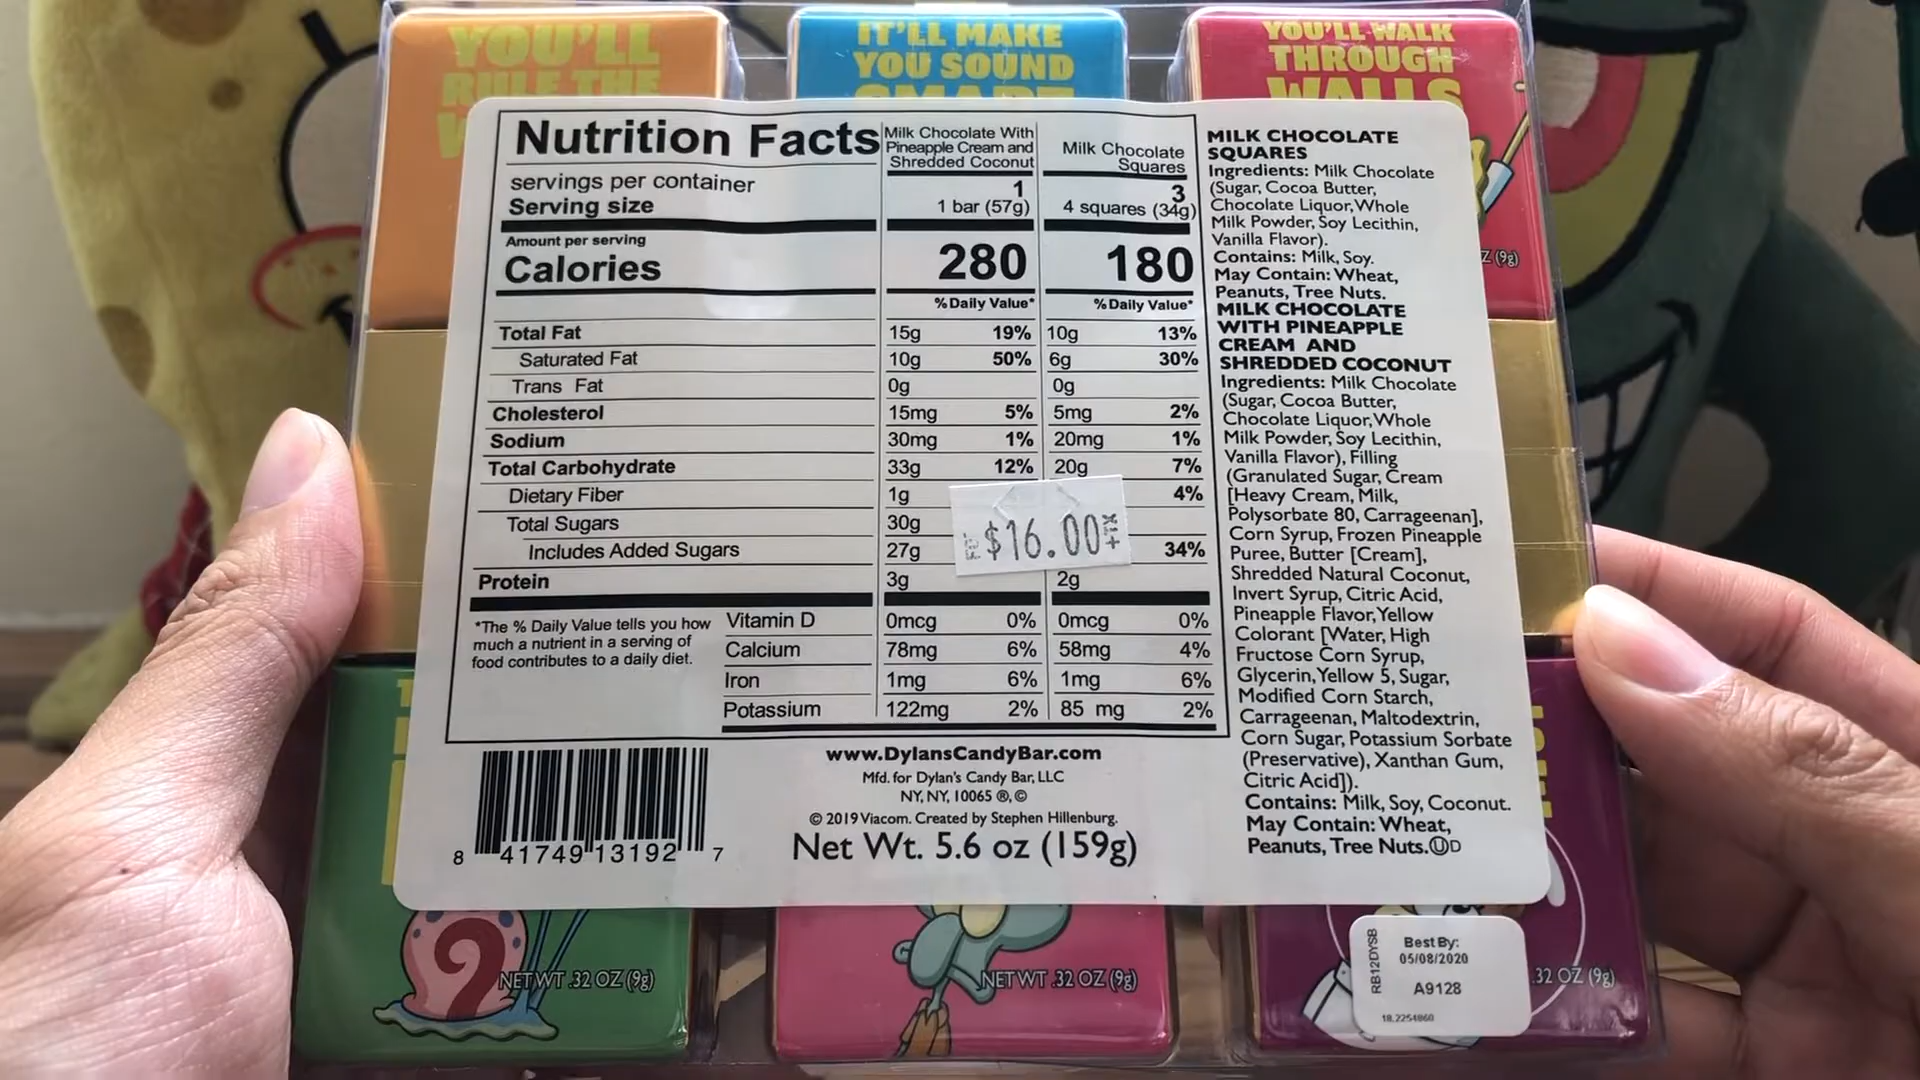 YOU'LL
RULE THE
IT'LL MAKE
YOU SOUND
SMART
YOU'LL WALK
THROUGH
WALLS
Nutrition Facts
Milk Chocolate With
Pineapple Cream and
Shredded Coconut
Milk Chocolate
Squares
servings per container 1 3
Serving size 1 bar (57g) 4 squares (34g)
Amount per serving
Calories 280 180
% Daily Value* % Daily Value*
Total Fat 15g 19% 10g 13%
Saturated Fat 10g 50% 6g 30%
Trans Fat 0g 0g
Cholesterol 15mg 5% 5mg 2%
Sodium 30mg 1% 20mg 1%
Total Carbohydrate 33g 12% 20g 7%
Dietary Fiber 1g 4%
Total Sugars 30g
Includes Added Sugars 27g 34%
Protein 3g 2g
$16.00
+TX
*The % Daily Value tells you how
much a nutrient in a serving of
food contributes to a daily diet.
Vitamin D 0mcg 0% 0mcg 0%
Calcium 78mg 6% 58mg 4%
Iron 1mg 6% 1mg 6%
Potassium 122mg 2% 85 mg 2%
MILK CHOCOLATE
SQUARES
Ingredients: Milk Chocolate
(Sugar, Cocoa Butter,
Chocolate Liquor, Whole
Milk Powder, Soy Lecithin,
Vanilla Flavor).
Contains: Milk, Soy.
May Contain: Wheat,
Peanuts, Tree Nuts.
MILK CHOCOLATE
WITH PINEAPPLE
CREAM AND
SHREDDED COCONUT
Ingredients: Milk Chocolate
(Sugar, Cocoa Butter,
Chocolate Liquor, Whole
Milk Powder, Soy Lecithin,
Vanilla Flavor), Filling
(Granulated Sugar, Cream
[Heavy Cream, Milk,
Polysorbate 80, Carrageenan],
Corn Syrup, Frozen Pineapple
Puree, Butter [Cream],
Shredded Natural Coconut,
Invert Syrup, Citric Acid,
Pineapple Flavor, Yellow
Colorant [Water, High
Fructose Corn Syrup,
Glycerin, Yellow 5, Sugar,
Modified Corn Starch,
Carrageenan, Maltodextrin,
Corn Sugar, Potassium Sorbate
(Preservative), Xanthan Gum,
Citric Acid]).
Contains: Milk, Soy, Coconut.
May Contain: Wheat,
Peanuts, Tree Nuts. ⓊD
Z (9g)
8 41749 13192 7
www.DylansCandyBar.com
Mfd. for Dylan's Candy Bar, LLC
NY, NY, 10065 ®, ©
© 2019 Viacom. Created by Stephen Hillenburg.
Net Wt. 5.6 oz (159g)
NET WT .32 OZ (9g)
NET WT .32 OZ (9g)
.32 OZ (9g)
RB12DYSB
Best By:
05/08/2020
A9128
18.2254860